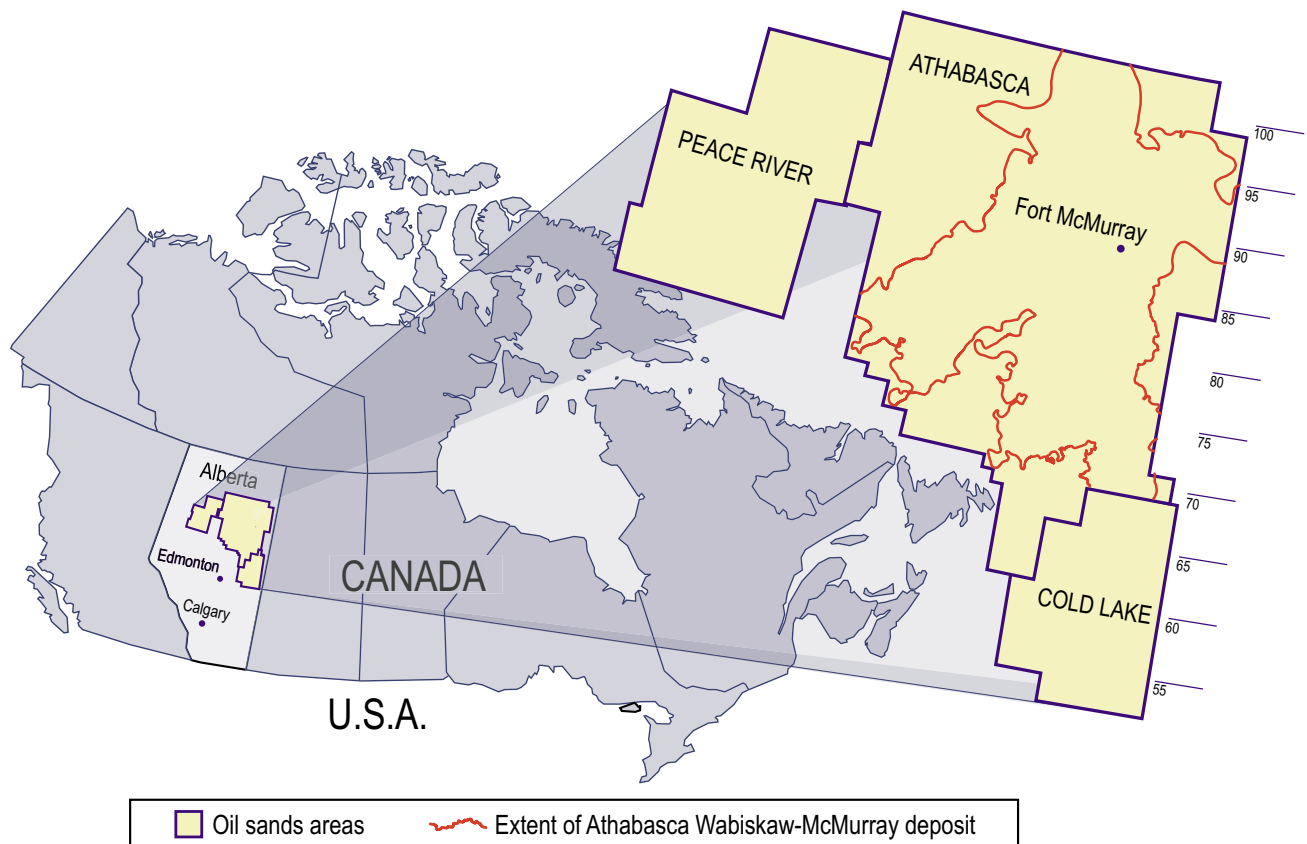 ATHABASCA
PEACE RIVER
Fort McMurray
COLD LAKE
100
95
90
85
80
75
70
65
60
55
Alberta
Edmonton
Calgary
CANADA
U.S.A.
Oil sands areas
Extent of Athabasca Wabiskaw-McMurray deposit